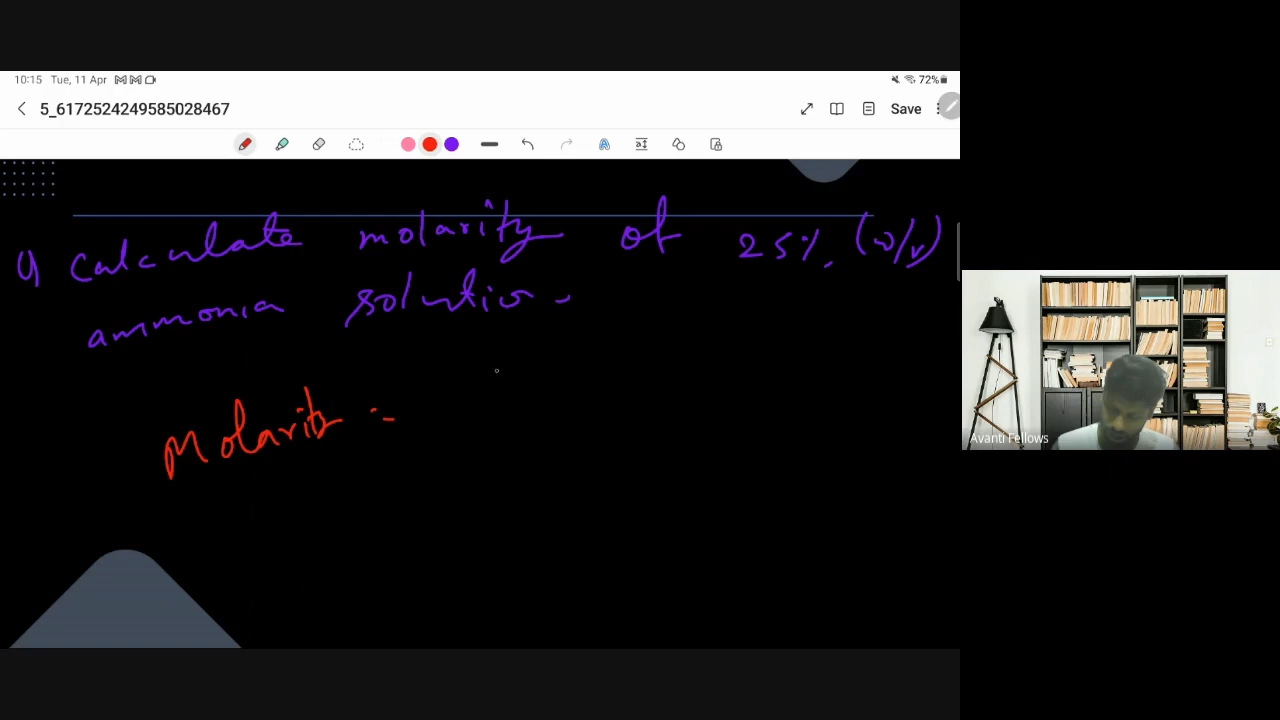 10:15 Tue, 11 Apr
72%
5_6172524249585028467
Save
Calculate molarity of 25%. (w/v)
ammonia solution -
Molarity =
Avanti Fellows